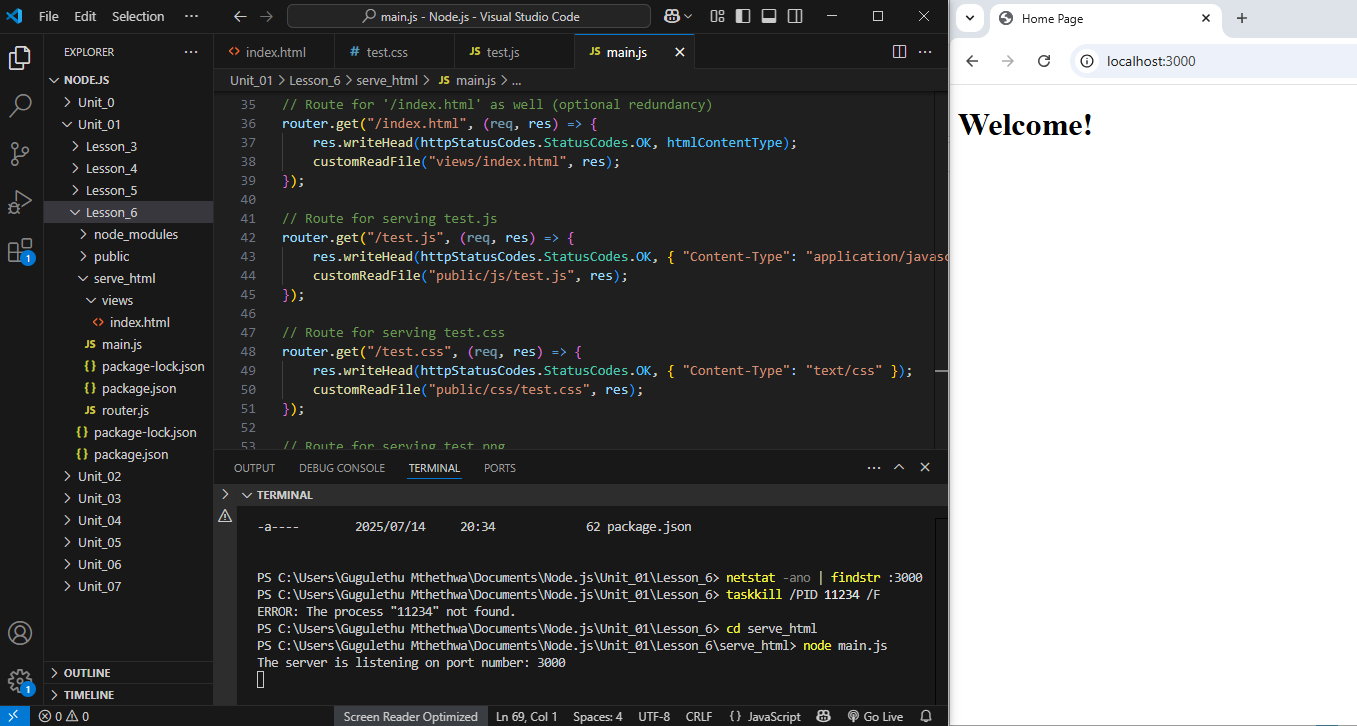 File Edit Selection ··· main.js - Node.js - Visual Studio Code
EXPLORER ···
NODE.JS
Unit_0
Unit_01
Lesson_3
Lesson_4
Lesson_5
Lesson_6
node_modules
public
serve_html
views
<> index.html
JS main.js
{} package-lock.json
{} package.json
JS router.js
{} package-lock.json
{} package.json
Unit_02
Unit_03
Unit_04
Unit_05
Unit_06
Unit_07
OUTLINE
TIMELINE
1
1
<> index.html # test.css JS test.js JS main.js ···
Unit_01 > Lesson_6 > serve_html > JS main.js > ...
35 // Route for '/index.html' as well (optional redundancy)
36 router.get("/index.html", (req, res) => {
37 res.writeHead(httpStatusCodes.StatusCodes.OK, htmlContentType);
38 customReadFile("views/index.html", res);
39 });
40
41 // Route for serving test.js
42 router.get("/test.js", (req, res) => {
43 res.writeHead(httpStatusCodes.StatusCodes.OK, { "Content-Type": "application/javasc
44 customReadFile("public/js/test.js", res);
45 });
46
47 // Route for serving test.css
48 router.get("/test.css", (req, res) => {
49 res.writeHead(httpStatusCodes.StatusCodes.OK, { "Content-Type": "text/css" });
50 customReadFile("public/css/test.css", res);
51 });
52
53 // Route for serving test.png
OUTPUT DEBUG CONSOLE TERMINAL PORTS ···
TERMINAL
-a---- 2025/07/14 20:34 62 package.json
PS C:\Users\Gugulethu Mthethwa\Documents\Node.js\Unit_01\Lesson_6> netstat -ano | findstr :3000
PS C:\Users\Gugulethu Mthethwa\Documents\Node.js\Unit_01\Lesson_6> taskkill /PID 11234 /F
ERROR: The process "11234" not found.
PS C:\Users\Gugulethu Mthethwa\Documents\Node.js\Unit_01\Lesson_6> cd serve_html
PS C:\Users\Gugulethu Mthethwa\Documents\Node.js\Unit_01\Lesson_6\serve_html> node main.js
The server is listening on port number: 3000
0 0 Screen Reader Optimized Ln 69, Col 1 Spaces: 4 UTF-8 CRLF {} JavaScript Go Live
Home Page
localhost:3000
Welcome!